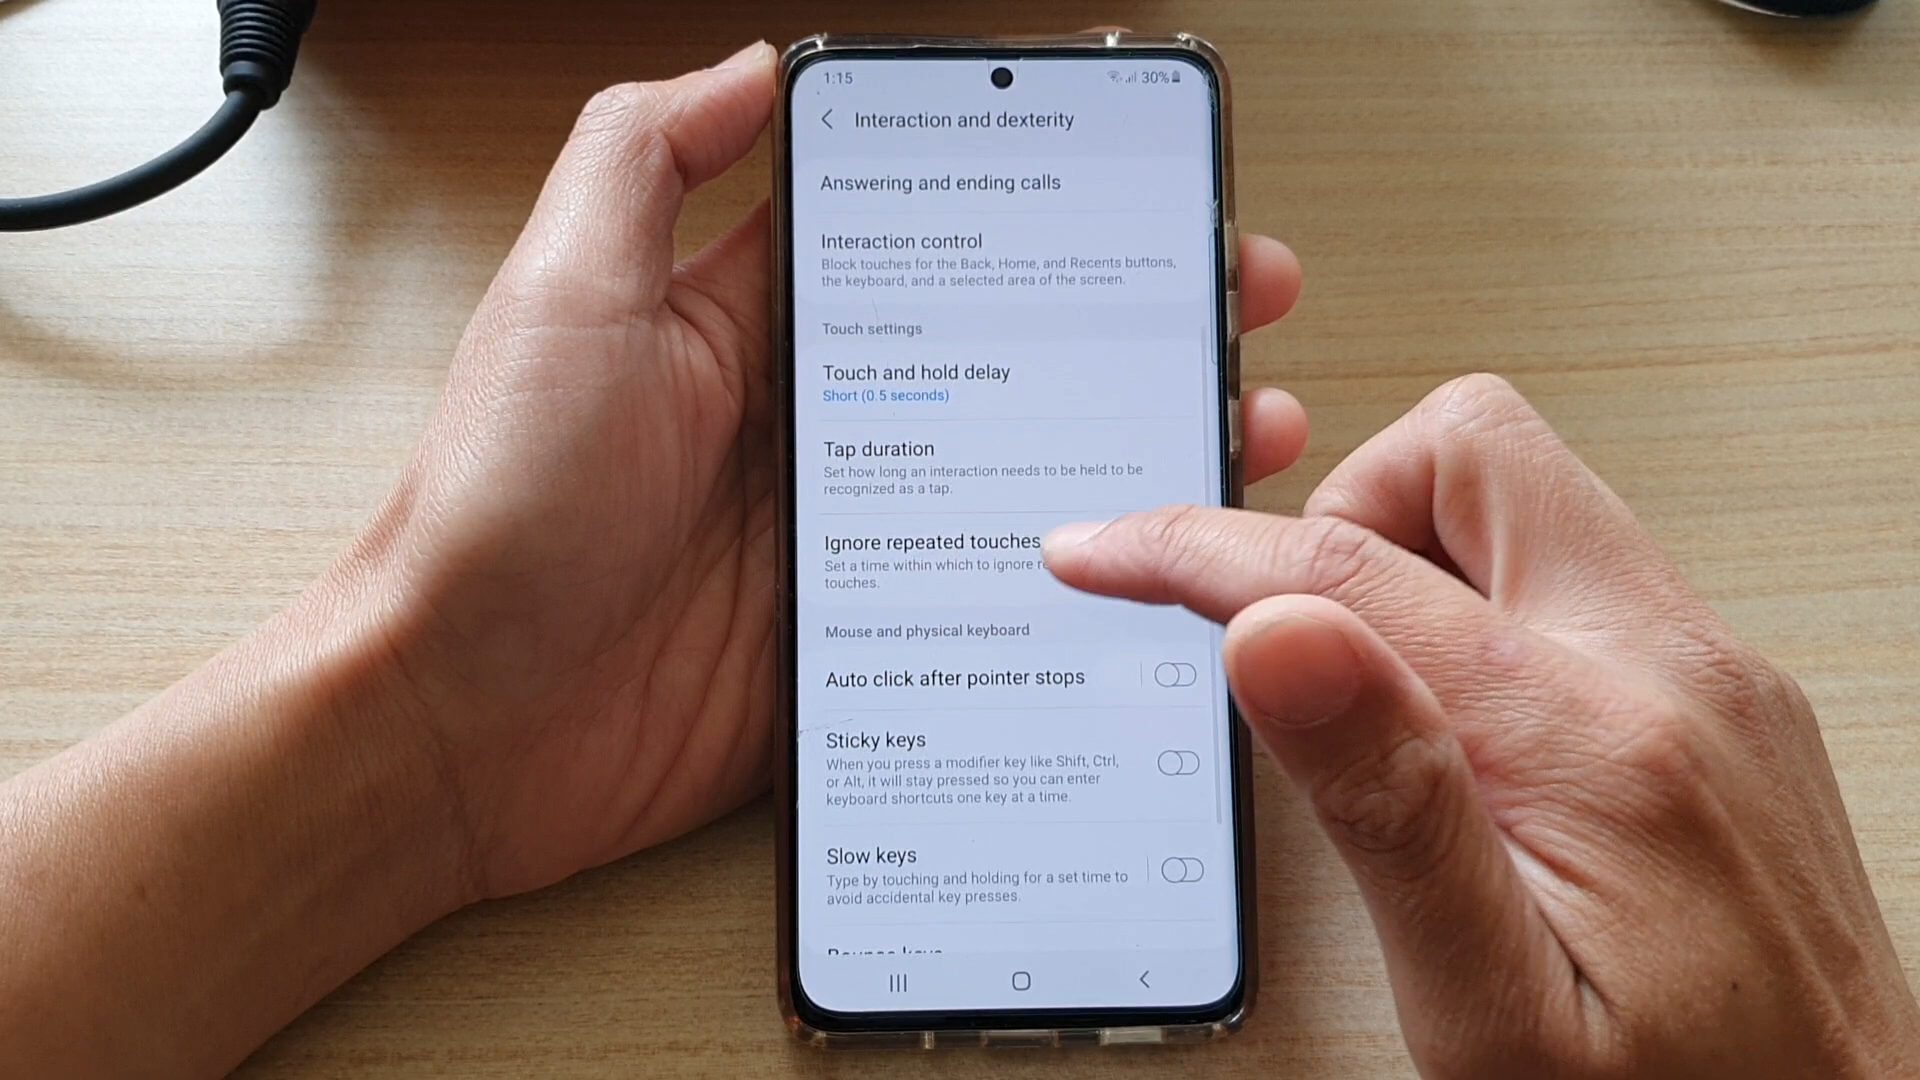 1:15
30%
Interaction and dexterity
Answering and ending calls
Interaction control
Block touches for the Back, Home, and Recents buttons,
the keyboard, and a selected area of the screen.
Touch settings
Touch and hold delay
Short (0.5 seconds)
Tap duration
Set how long an interaction needs to be held to be
recognized as a tap.
Ignore repeated touches
Set a time within which to ignore
touches.
Mouse and physical keyboard
Auto click after pointer stops
Sticky keys
When you press a modifier key like Shift, Ctrl,
or Alt, it will stay pressed so you can enter
keyboard shortcuts one key at a time.
Slow keys
Type by touching and holding for a set time to
avoid accidental key presses.